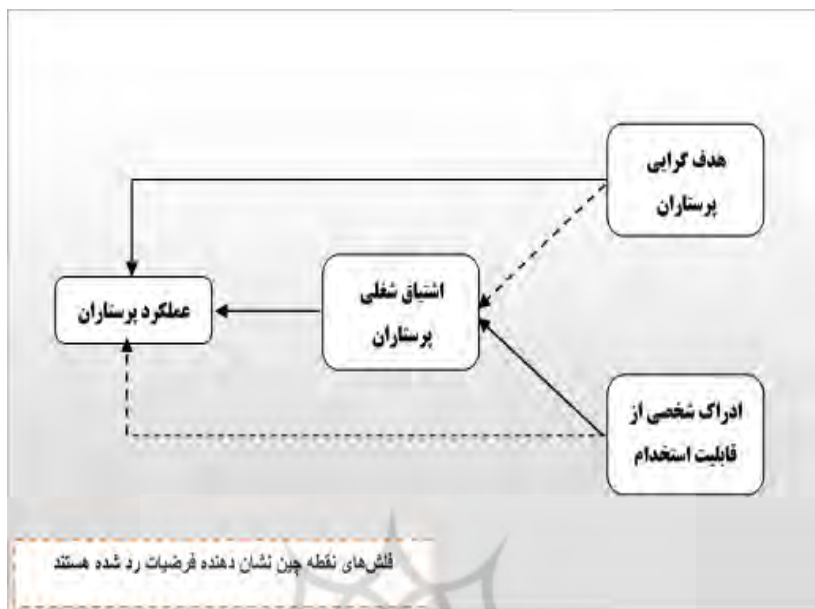 هدف گرایی
پرستاران
اشتیاق شغلی
پرستاران
عملکرد پرستاران
ادراک شخصی از
قابلیت استخدام
فلش‌های نقطه چین نشان دهنده فرضیات رد شده هستند